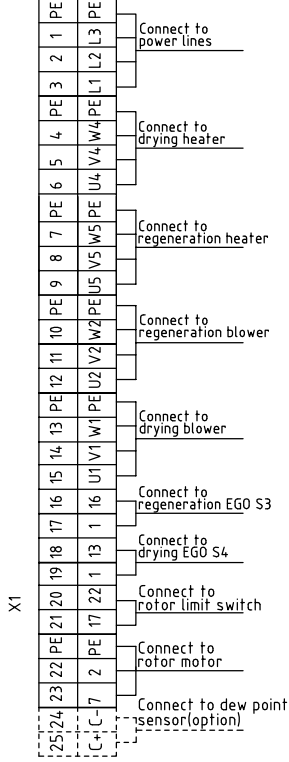 PE PE
1 L3 Connect to
power lines
2 L2
3 L1
PE PE
4 W4 Connect to
drying heater
5 V4
6 U4
PE PE
7 W5 Connect to
regeneration heater
8 V5
9 U5
PE PE
10 W2 Connect to
regeneration blower
11 V2
12 U2
PE PE
13 W1 Connect to
drying blower
14 V1
15 U1
16 16 Connect to
regeneration EGO S3
17 1
18 13 Connect to
drying EGO S4
19 1
20 22 Connect to
rotor limit switch
21 17
PE PE
22 2 Connect to
rotor motor
23 7
24 C- Connect to dew point
sensor(option)
25 C+
X1